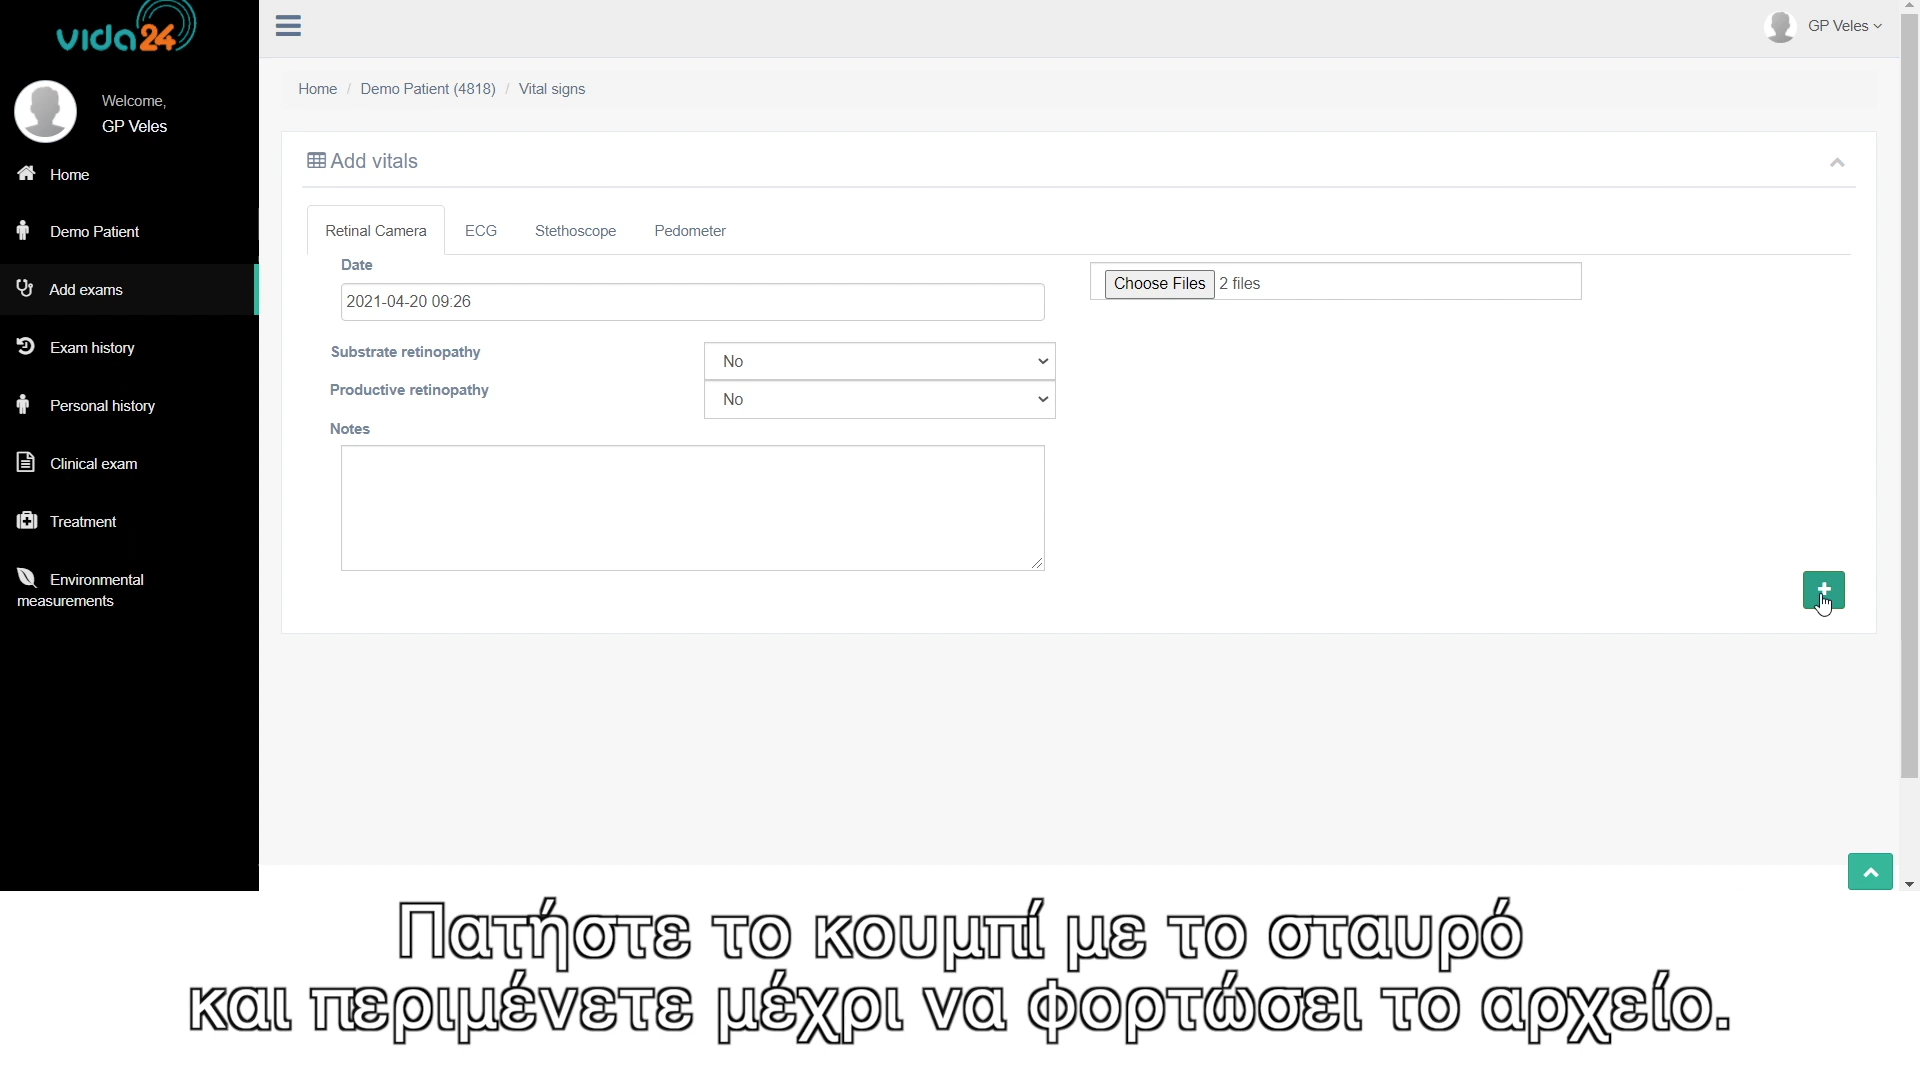 vida24
GP Veles
Welcome,
GP Veles
Home
Demo Patient
Add exams
Exam history
Personal history
Clinical exam
Treatment
Environmental
measurements
Home / Demo Patient (4818) / Vital signs
Add vitals
Retinal Camera ECG Stethoscope Pedometer
Date
2021-04-20 09:26
Choose Files 2 files
Substrate retinopathy No
Productive retinopathy No
Notes
Πατήστε το κουμπί με το σταυρό
και περιμένετε μέχρι να φορτώσει το αρχείο.